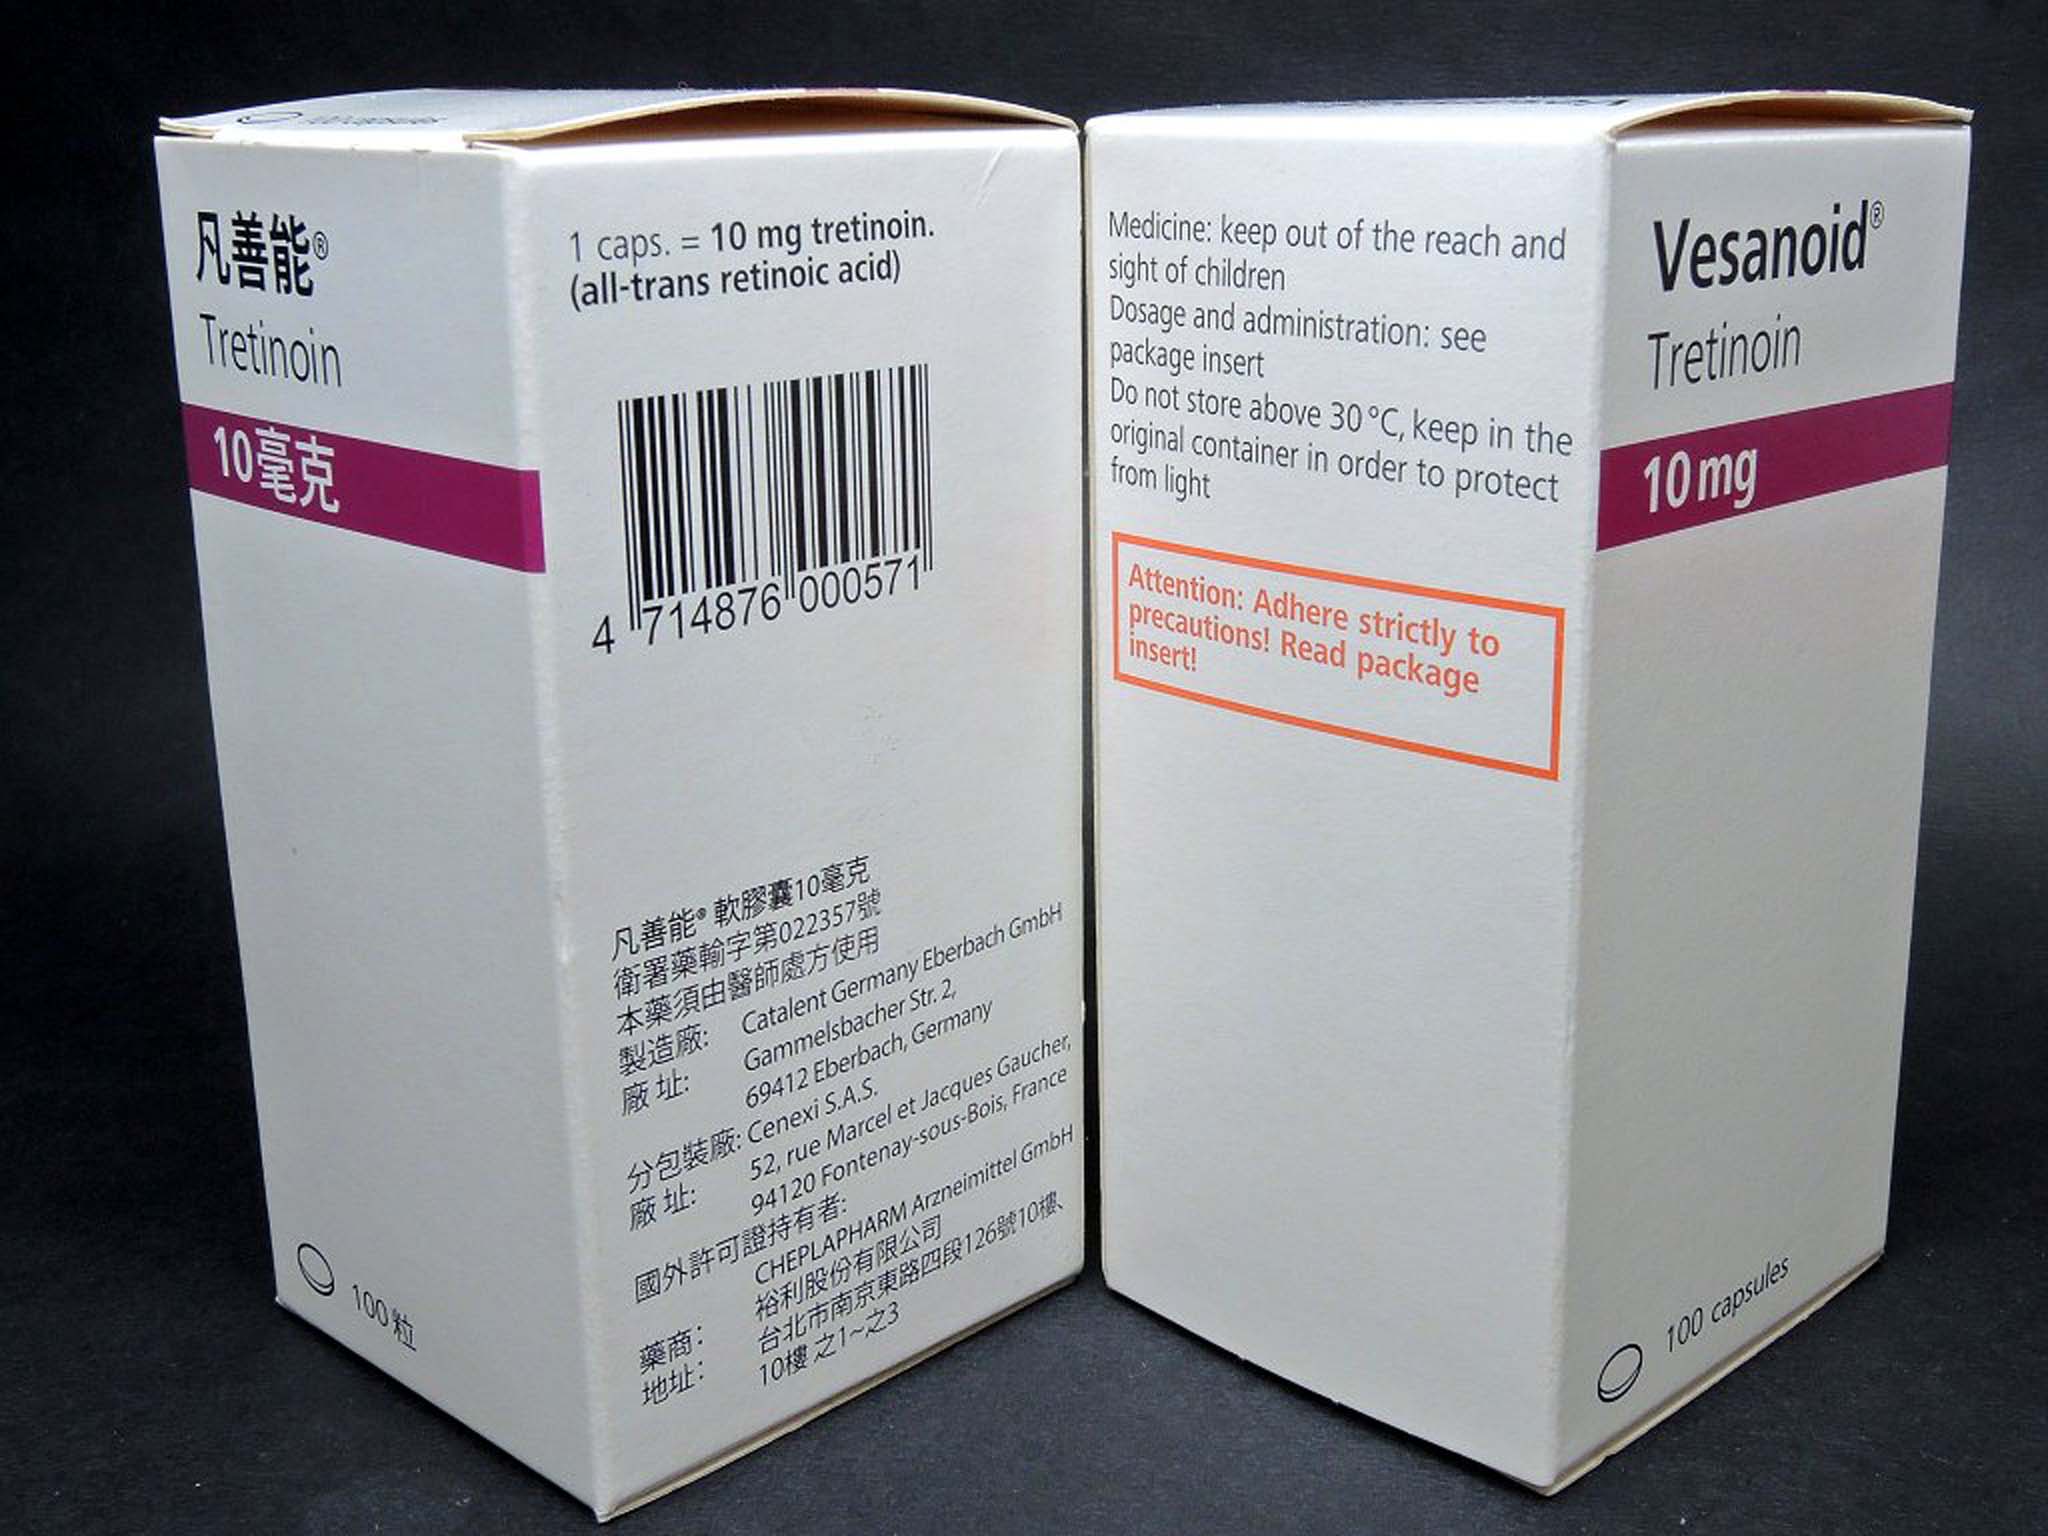 凡善能®
Tretinoin
10毫克
100粒
100 capsules
1 caps. = 10 mg tretinoin.
(all-trans retinoic acid)
4 714876 000571
凡善能® 軟膠囊10毫克
衛署藥輸字第022357號
本藥須由醫師處方使用
製造廠: Catalent Germany Eberbach GmbH
廠 址: Gammelsbacher Str. 2,
69412 Eberbach, Germany
分包裝廠: Cenexi S.A.S.
廠 址: 52, rue Marcel et Jacques Gaucher,
94120 Fontenay-sous-Bois, France
國外許可證持有者:
CHEPLAPHARM Arzneimittel GmbH
藥商: 裕利股份有限公司
地址: 台北市南京東路四段126號10樓、
10樓 之1~之3
Medicine: keep out of the reach and
sight of children
Dosage and administration: see
package insert
Do not store above 30 °C, keep in the
original container in order to protect
from light
Attention: Adhere strictly to
precautions! Read package
insert!
Vesanoid®
Tretinoin
10 mg
100 capsules